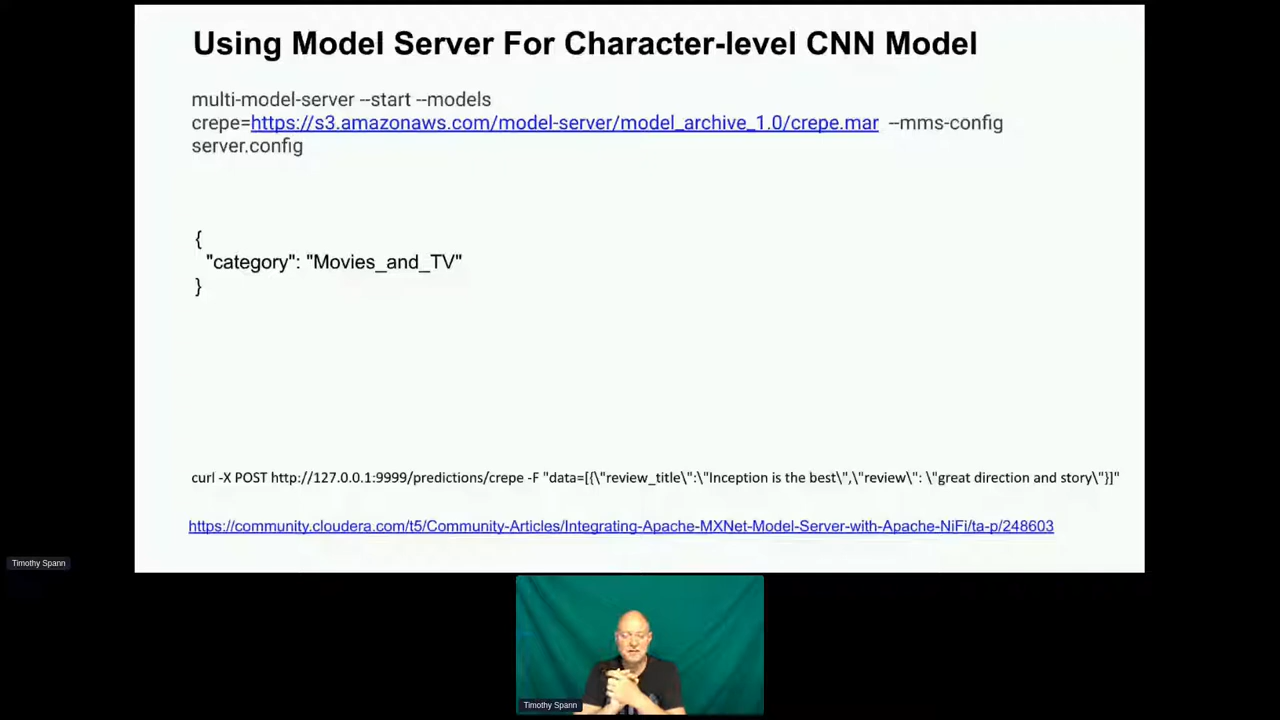 Using Model Server For Character-level CNN Model
multi-model-server --start --models
crepe=https://s3.amazonaws.com/model-server/model_archive_1.0/crepe.mar --mms-config
server.config
{
"category": "Movies_and_TV"
}
curl -X POST http://127.0.0.1:9999/predictions/crepe -F "data=[{\"review_title\":\"Inception is the best\",\"review\": \"great direction and story\"}]"
https://community.cloudera.com/t5/Community-Articles/Integrating-Apache-MXNet-Model-Server-with-Apache-NiFi/ta-p/248603
Timothy Spann
Timothy Spann